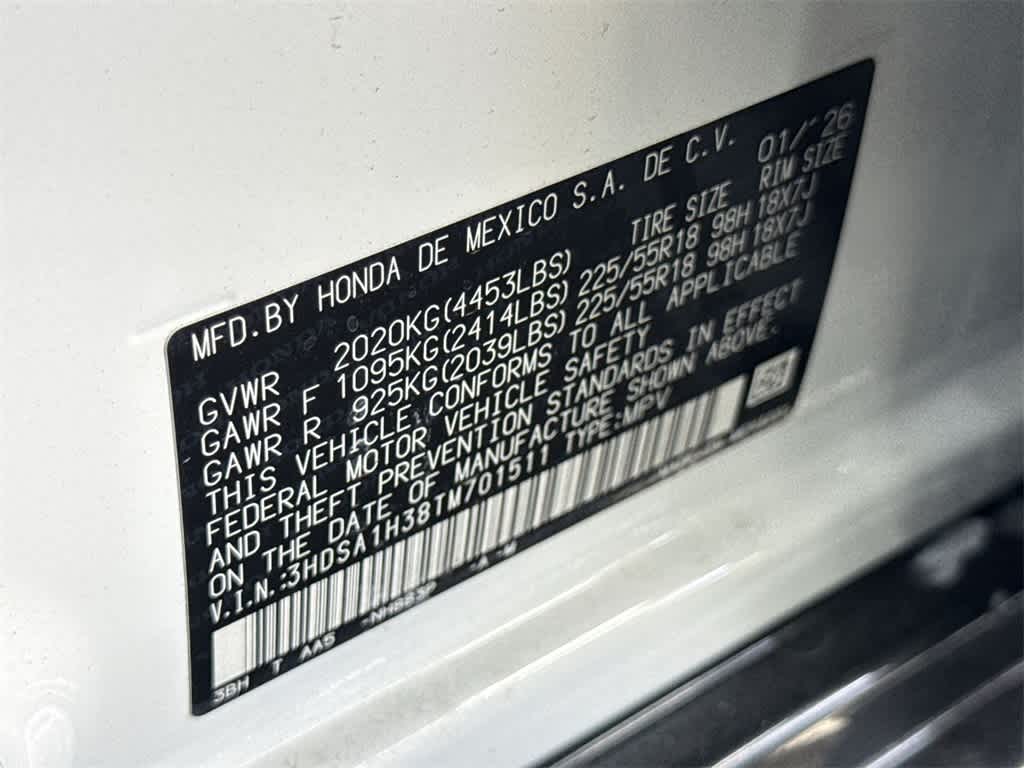 MFD.BY HONDA DE MEXICO S.A. DE C.V. 01/ 26
TIRE SIZE RIM SIZE
GVWR 2020KG(4453LBS)
GAWR F 1095KG(2414LBS) 225/55R18 98H 18X7J
GAWR R 925KG(2039LBS) 225/55R18 98H 18X7J
THIS VEHICLE CONFORMS TO ALL APPLICABLE
FEDERAL MOTOR VEHICLE SAFETY
AND THEFT PREVENTION STANDARDS IN EFFECT
ON THE DATE OF MANUFACTURE SHOWN ABOVE.
V.I.N.:3HDSA1H38TM701511 TYPE:MPV
3BH T AA5 -NH883P -A -M